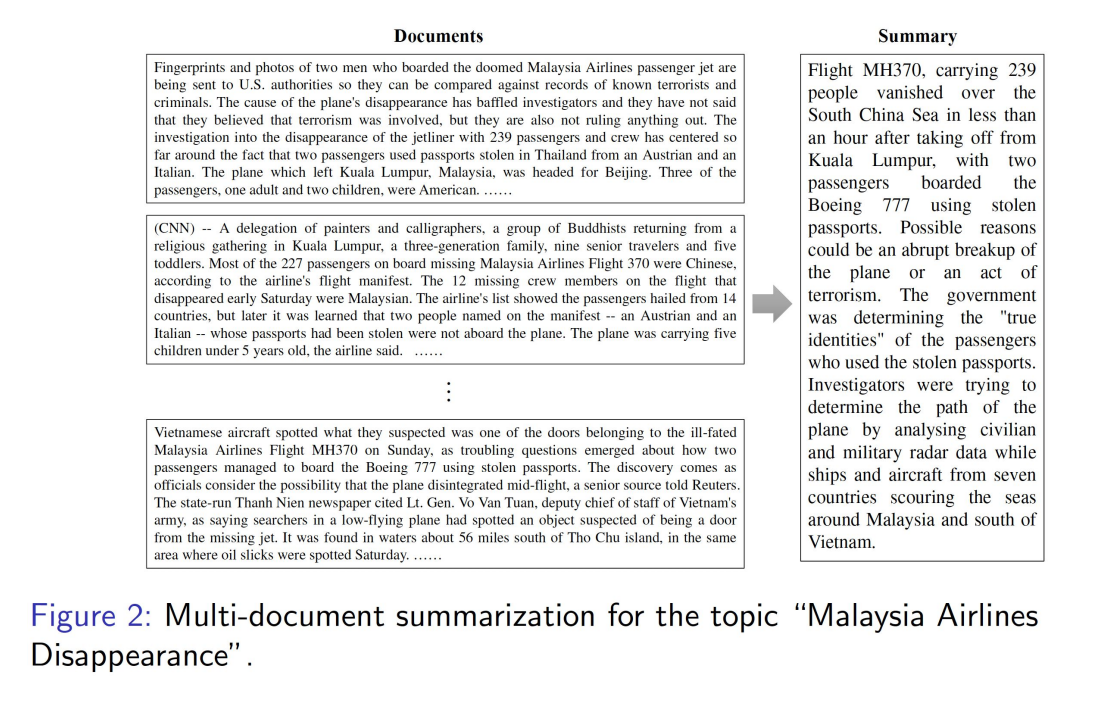 Documents
Fingerprints and photos of two men who boarded the doomed Malaysia Airlines passenger jet are
being sent to U.S. authorities so they can be compared against records of known terrorists and
criminals. The cause of the plane's disappearance has baffled investigators and they have not said
that they believed that terrorism was involved, but they are also not ruling anything out. The
investigation into the disappearance of the jetliner with 239 passengers and crew has centered so
far around the fact that two passengers used passports stolen in Thailand from an Austrian and an
Italian. The plane which left Kuala Lumpur, Malaysia, was headed for Beijing. Three of the
passengers, one adult and two children, were American. ……
(CNN) -- A delegation of painters and calligraphers, a group of Buddhists returning from a
religious gathering in Kuala Lumpur, a three-generation family, nine senior travelers and five
toddlers. Most of the 227 passengers on board missing Malaysia Airlines Flight 370 were Chinese,
according to the airline's flight manifest. The 12 missing crew members on the flight that
disappeared early Saturday were Malaysian. The airline's list showed the passengers hailed from 14
countries, but later it was learned that two people named on the manifest -- an Austrian and an
Italian -- whose passports had been stolen were not aboard the plane. The plane was carrying five
children under 5 years old, the airline said. ……
⋮
Vietnamese aircraft spotted what they suspected was one of the doors belonging to the ill-fated
Malaysia Airlines Flight MH370 on Sunday, as troubling questions emerged about how two
passengers managed to board the Boeing 777 using stolen passports. The discovery comes as
officials consider the possibility that the plane disintegrated mid-flight, a senior source told Reuters.
The state-run Thanh Nien newspaper cited Lt. Gen. Vo Van Tuan, deputy chief of staff of Vietnam's
army, as saying searchers in a low-flying plane had spotted an object suspected of being a door
from the missing jet. It was found in waters about 56 miles south of Tho Chu island, in the same
area where oil slicks were spotted Saturday. ……
Summary
Flight MH370, carrying 239
people vanished over the
South China Sea in less than
an hour after taking off from
Kuala Lumpur, with two
passengers boarded the
Boeing 777 using stolen
passports. Possible reasons
could be an abrupt breakup of
the plane or an act of
terrorism. The government
was determining the "true
identities" of the passengers
who used the stolen passports.
Investigators were trying to
determine the path of the
plane by analysing civilian
and military radar data while
ships and aircraft from seven
countries scouring the seas
around Malaysia and south of
Vietnam.
Figure 2: Multi-document summarization for the topic “Malaysia Airlines
Disappearance”.